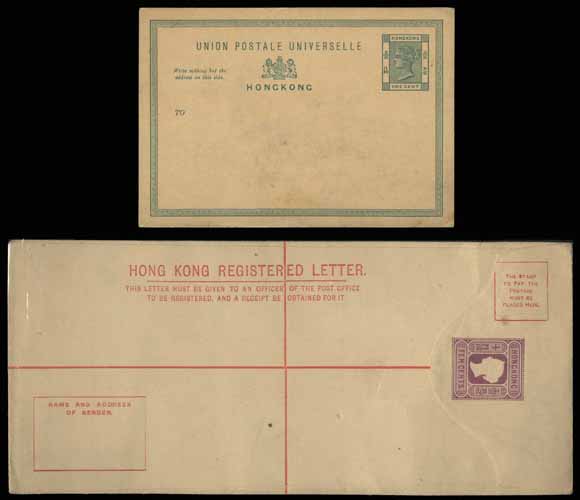 UNION POSTALE UNIVERSELLE
Write nothing but the
address on this side.
HONGKONG
TO
HONGKONG
ONE CENT
HONG KONG REGISTERED LETTER.
THIS LETTER MUST BE GIVEN TO AN OFFICER OF THE POST OFFICE
TO BE REGISTERED, AND A RECEIPT BE OBTAINED FOR IT.
THE STAMP
TO PAY THE
POSTAGE
MUST BE
PLACED HERE.
HONGKONG
TEN CENTS
NAME AND ADDRESS
OF SENDER.